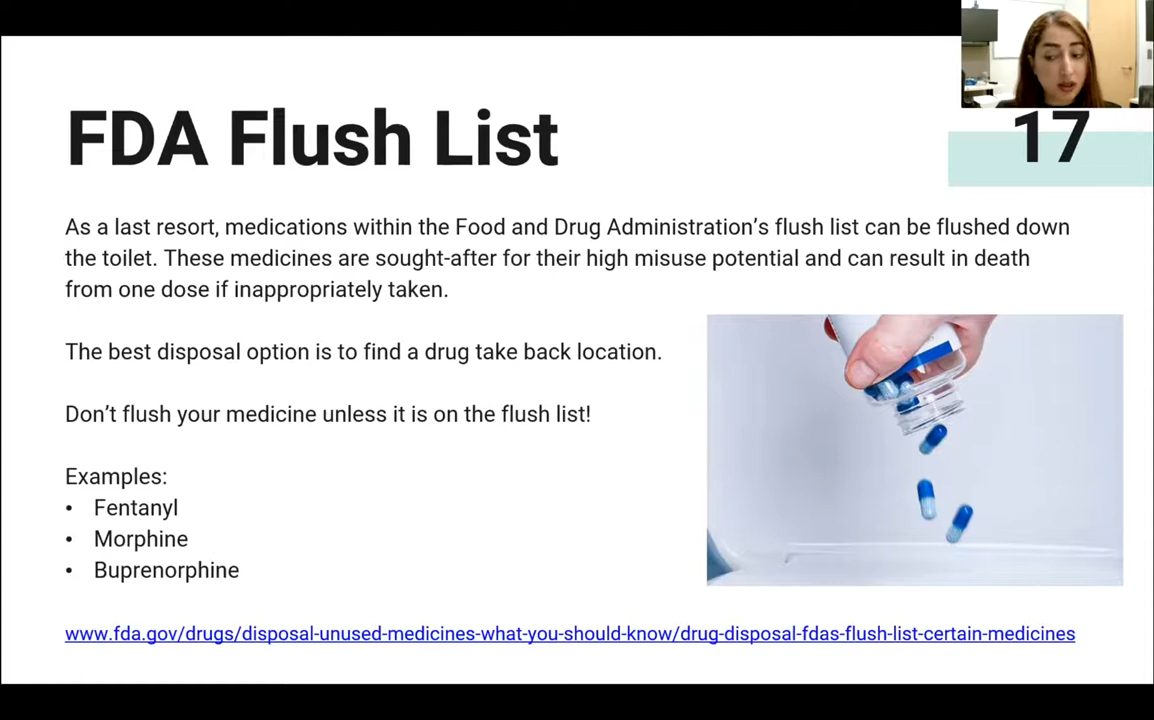 FDA Flush List
17
As a last resort, medications within the Food and Drug Administration’s flush list can be flushed down
the toilet. These medicines are sought-after for their high misuse potential and can result in death
from one dose if inappropriately taken.
The best disposal option is to find a drug take back location.
Don’t flush your medicine unless it is on the flush list!
Examples:
• Fentanyl
• Morphine
• Buprenorphine
www.fda.gov/drugs/disposal-unused-medicines-what-you-should-know/drug-disposal-fdas-flush-list-certain-medicines